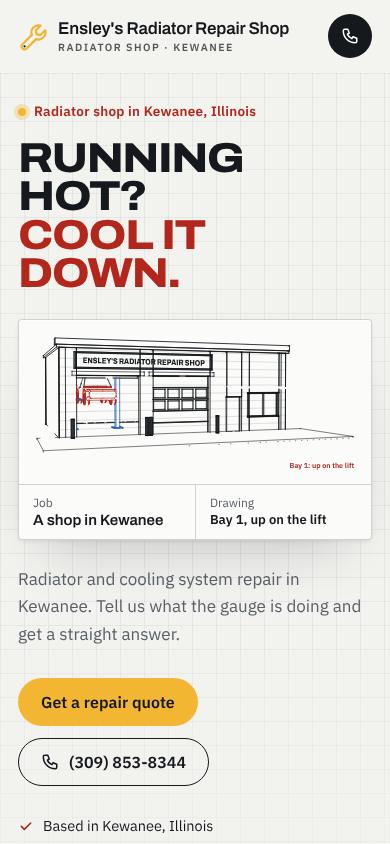 Ensley's Radiator Repair Shop
RADIATOR SHOP · KEWANEE
Radiator shop in Kewanee, Illinois
RUNNING
HOT?
COOL IT
DOWN.
ENSLEY'S RADIATOR REPAIR SHOP
Bay 1: up on the lift
Job
A shop in Kewanee
Drawing
Bay 1, up on the lift
Radiator and cooling system repair in
Kewanee. Tell us what the gauge is doing and
get a straight answer.
Get a repair quote
(309) 853-8344
Based in Kewanee, Illinois